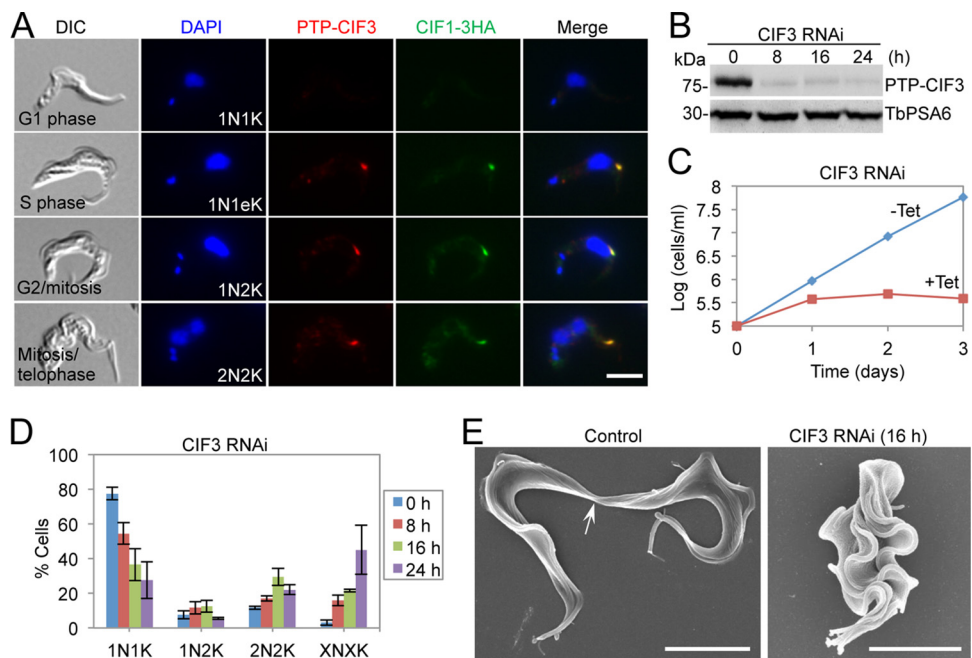 A
DIC
DAPI
PTP-CIF3
CIF1-3HA
Merge
G1 phase
1N1K
S phase
1N1eK
G2/mitosis
1N2K
Mitosis/
telophase
2N2K
B
CIF3 RNAi
kDa
0 8 16 24 (h)
75-
PTP-CIF3
30-
TbPSA6
C
CIF3 RNAi
Log (cells/ml)
8
7.5
7
6.5
6
5.5
5
-Tet
+Tet
0 1 2 3
Time (days)
D
CIF3 RNAi
% Cells
100
80
60
40
20
0
1N1K 1N2K 2N2K XNXK
0 h
8 h
16 h
24 h
E
Control
CIF3 RNAi (16 h)